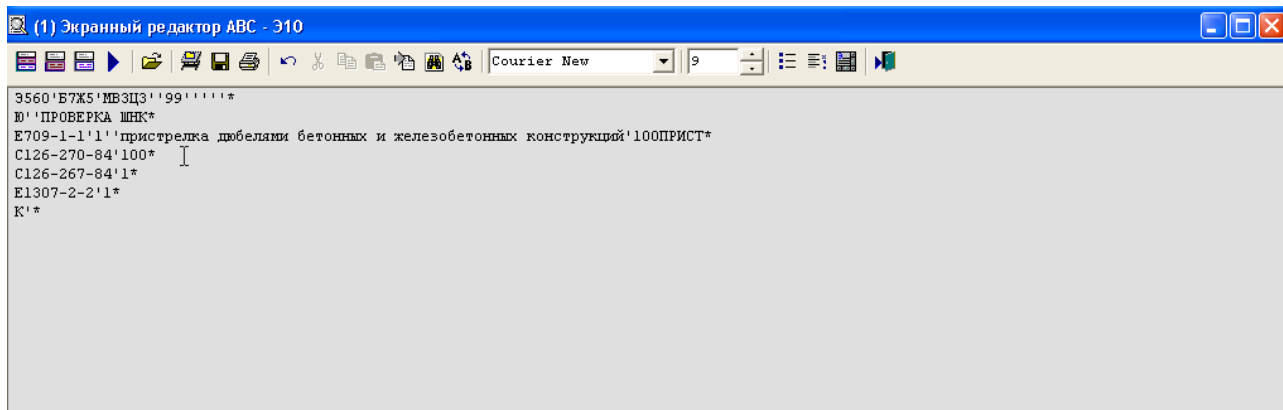 (1) Экранный редактор АВС - Э10
Courier New 9
Э560'Б7Ж5'МВЗЦЗ''99'''''*
Ю''ПРОВЕРКА ШНК*
Е709-1-1'1''пристрелка дюбелями бетонных и железобетонных конструкций'100ПРИСТ*
С126-270-84'100*
С126-267-84'1*
Е1307-2-2'1*
К'*